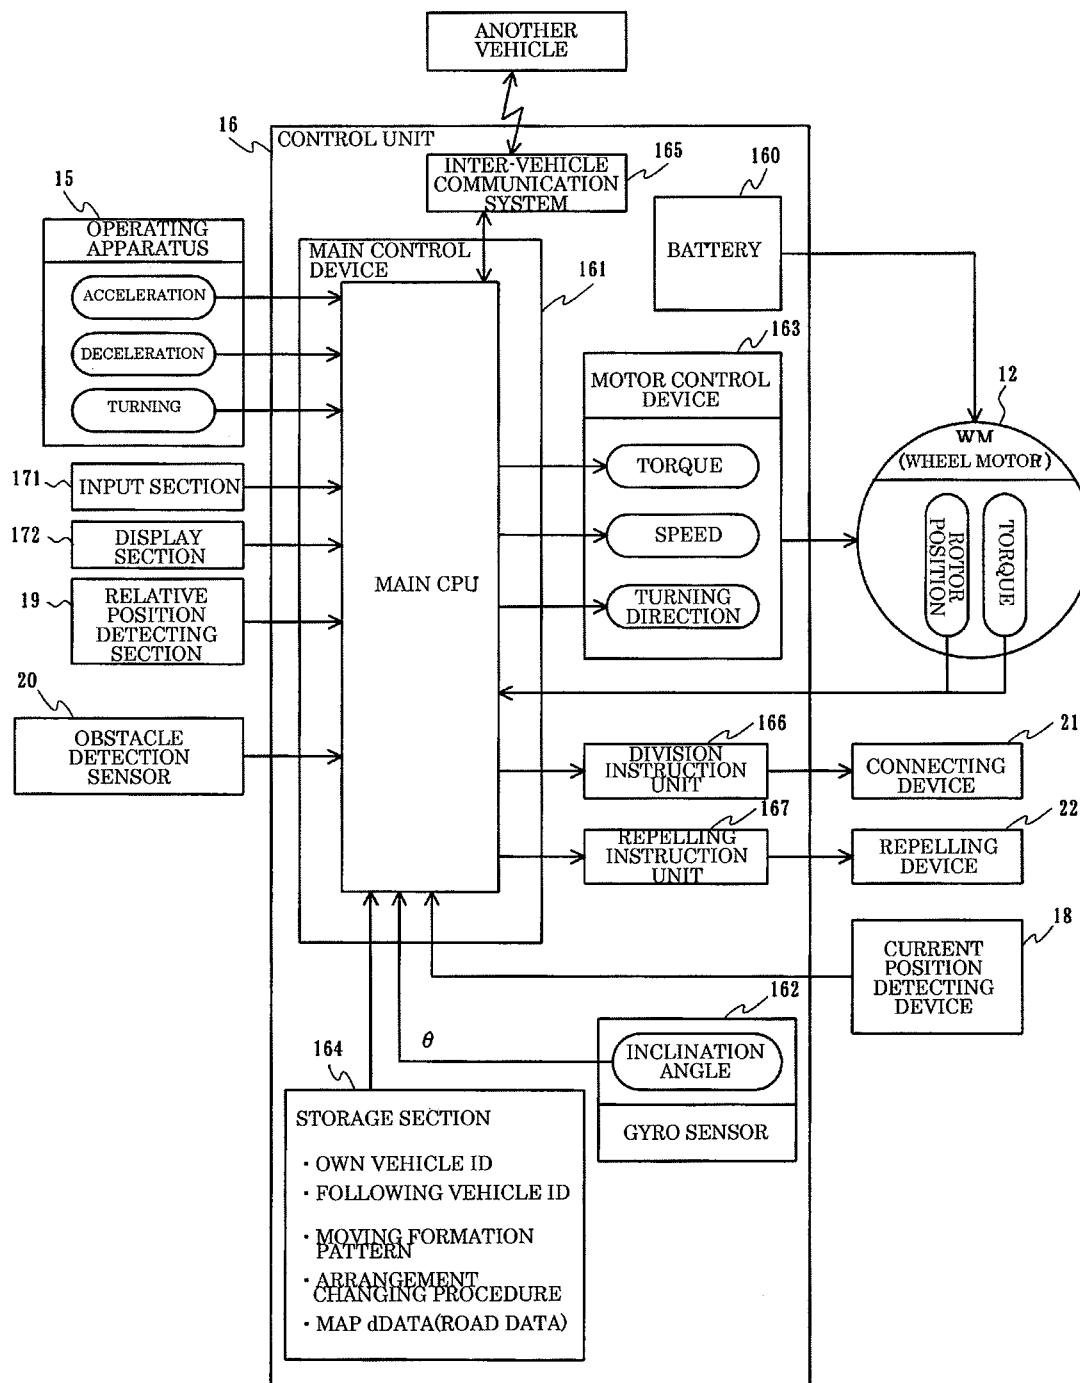 ANOTHER
VEHICLE
16
CONTROL UNIT
INTER-VEHICLE
COMMUNICATION
SYSTEM
165
160
BATTERY
15
OPERATING
APPARATUS
ACCELERATION
DECELERATION
TURNING
MAIN CONTROL
DEVICE
161
MAIN CPU
163
MOTOR CONTROL
DEVICE
TORQUE
SPEED
TURNING
DIRECTION
12
WM
(WHEEL MOTOR)
ROTOR
POSITION
TORQUE
171
INPUT SECTION
172
DISPLAY
SECTION
19
RELATIVE
POSITION
DETECTING
SECTION
20
OBSTACLE
DETECTION
SENSOR
166
DIVISION
INSTRUCTION
UNIT
21
CONNECTING
DEVICE
167
REPELLING
INSTRUCTION
UNIT
22
REPELLING
DEVICE
18
CURRENT
POSITION
DETECTING
DEVICE
162
INCLINATION
ANGLE
GYRO SENSOR
θ
164
STORAGE SECTION
・OWN VEHICLE ID
・FOLLOWING VEHICLE ID
・MOVING FORMATION
PATTERN
・ARRANGEMENT
CHANGING PROCEDURE
・MAP dDATA(ROAD DATA)